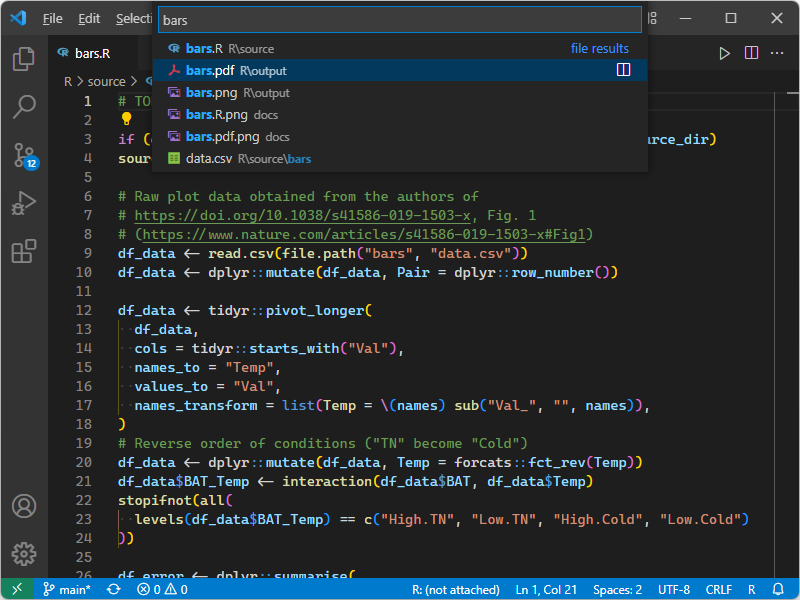 File Edit Selecti
bars
bars.R R\source file results
bars.pdf R\output
bars.png R\output
bars.R.png docs
bars.pdf.png docs
data.csv R\source\bars
bars.R
R > source >
1 # TO
2
3 if ( urce_dir)
4 sour
5
6 # Raw plot data obtained from the authors of
7 # https://doi.org/10.1038/s41586-019-1503-x, Fig. 1
8 # (https://www.nature.com/articles/s41586-019-1503-x#Fig1)
9 df_data <- read.csv(file.path("bars", "data.csv"))
10 df_data <- dplyr::mutate(df_data, Pair = dplyr::row_number())
11
12 df_data <- tidyr::pivot_longer(
13 df_data,
14 cols = tidyr::starts_with("Val"),
15 names_to = "Temp",
16 values_to = "Val",
17 names_transform = list(Temp = \(names) sub("Val_", "", names)),
18 )
19 # Reverse order of conditions ("TN" become "Cold")
20 df_data <- dplyr::mutate(df_data, Temp = forcats::fct_rev(Temp))
21 df_data$BAT_Temp <- interaction(df_data$BAT, df_data$Temp)
22 stopifnot(all(
23 levels(df_data$BAT_Temp) == c("High.TN", "Low.TN", "High.Cold", "Low.Cold")
24 ))
25
26 df_error <- dplyr::summarise(
12
main* 0 0 R: (not attached) Ln 1, Col 21 Spaces: 2 UTF-8 CRLF R